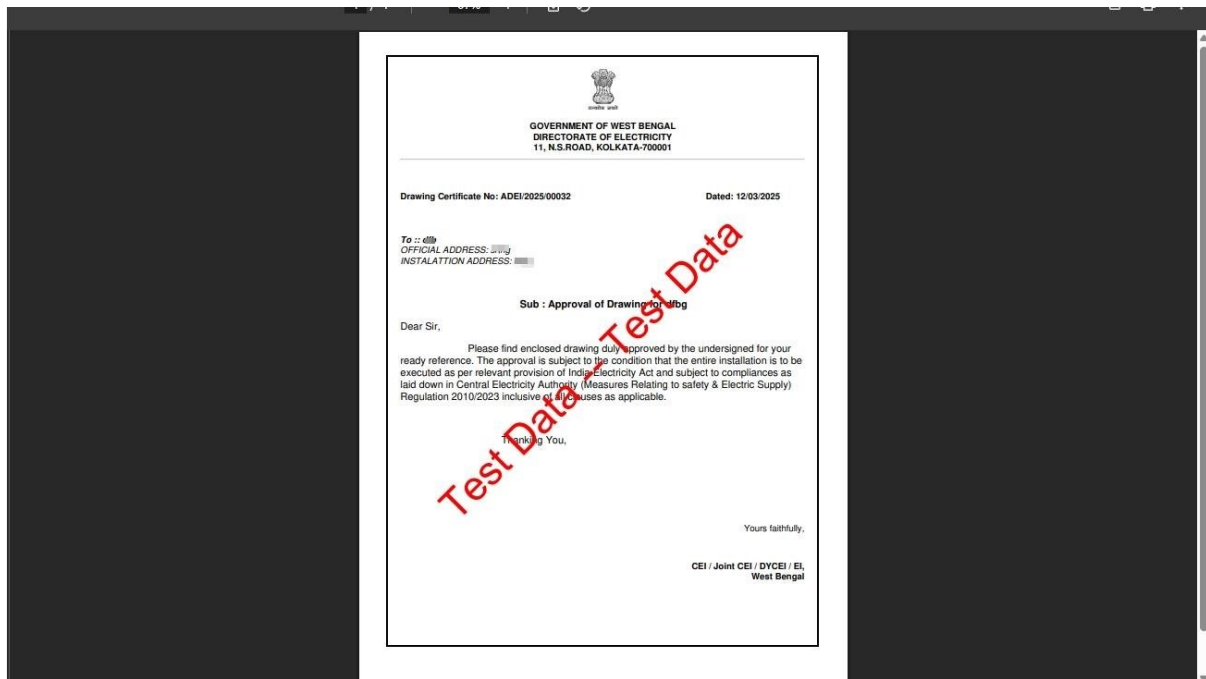 GOVERNMENT OF WEST BENGAL
DIRECTORATE OF ELECTRICITY
11, N.S.ROAD, KOLKATA-700001
Drawing Certificate No: ADEI/2025/00032 Dated: 12/03/2025
To ::
OFFICIAL ADDRESS:
INSTALATTION ADDRESS:
Sub : Approval of Drawing for dfbg
Dear Sir,
Please find enclosed drawing duly approved by the undersigned for your
ready reference. The approval is subject to the condition that the entire installation is to be
executed as per relevant provision of India Electricity Act and subject to compliances as
laid down in Central Electricity Authority (Measures Relating to safety & Electric Supply)
Regulation 2010/2023 inclusive of all clauses as applicable.
Thanking You,
Test Data -- Test Data
Yours faithfully,
CEI / Joint CEI / DYCEI / EI,
West Bengal